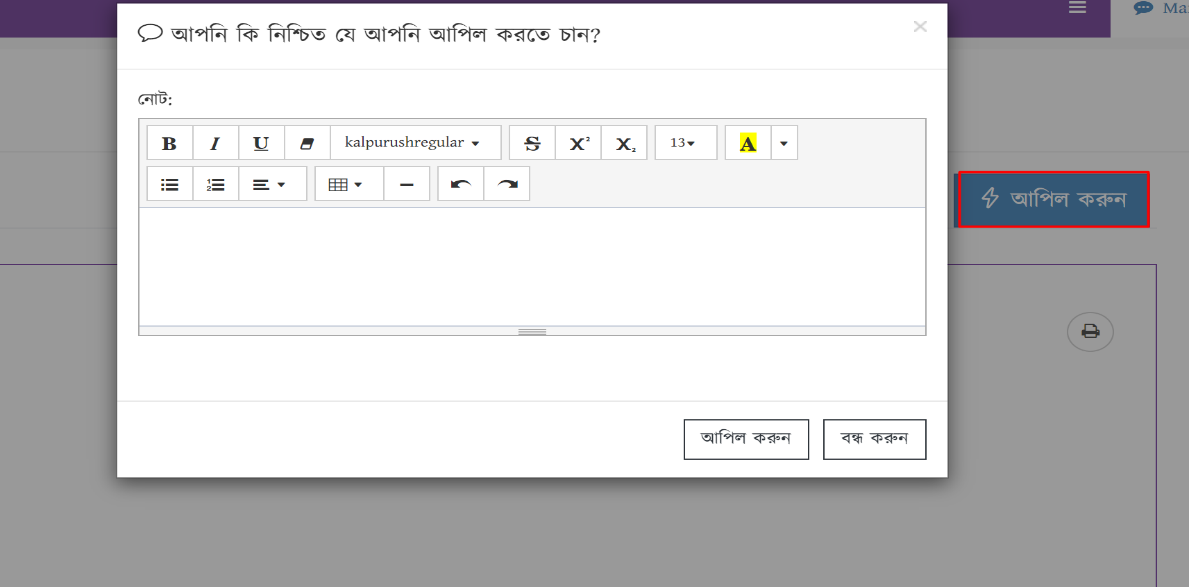 আপনি কি নিশ্চিত যে আপনি আপিল করতে চান?
×
নোট:
B I U kalpurushregular S X² X₂ 13 A
আপিল করুন
আপিল করুন বন্ধ করুন